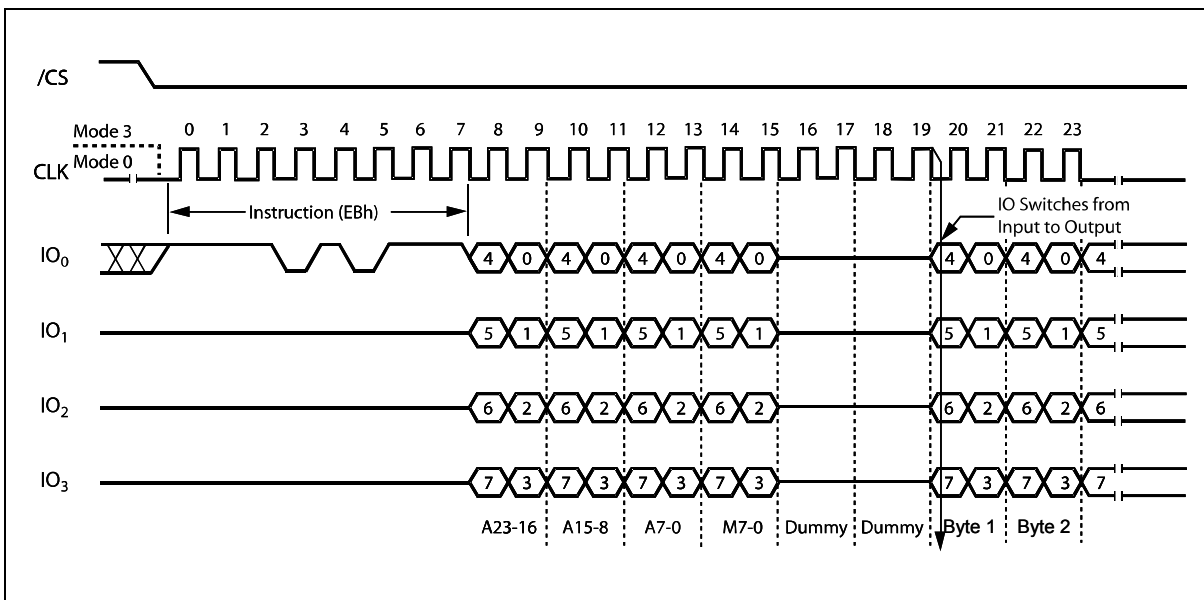 /CS
Mode 3
0 1 2 3 4 5 6 7 8 9 10 11 12 13 14 15 16 17 18 19 20 21 22 23
CLK
Mode 0
Instruction (EBh)
IO Switches from
Input to Output
IO0
4 0 4 0 4 0 4 0 4 0 4 0 4
IO1
5 1 5 1 5 1 5 1 5 1 5 1 5
IO2
6 2 6 2 6 2 6 2 6 2 6 2 6
IO3
7 3 7 3 7 3 7 3 7 3 7 3 7
A23-16 A15-8 A7-0 M7-0 Dummy Dummy Byte 1 Byte 2